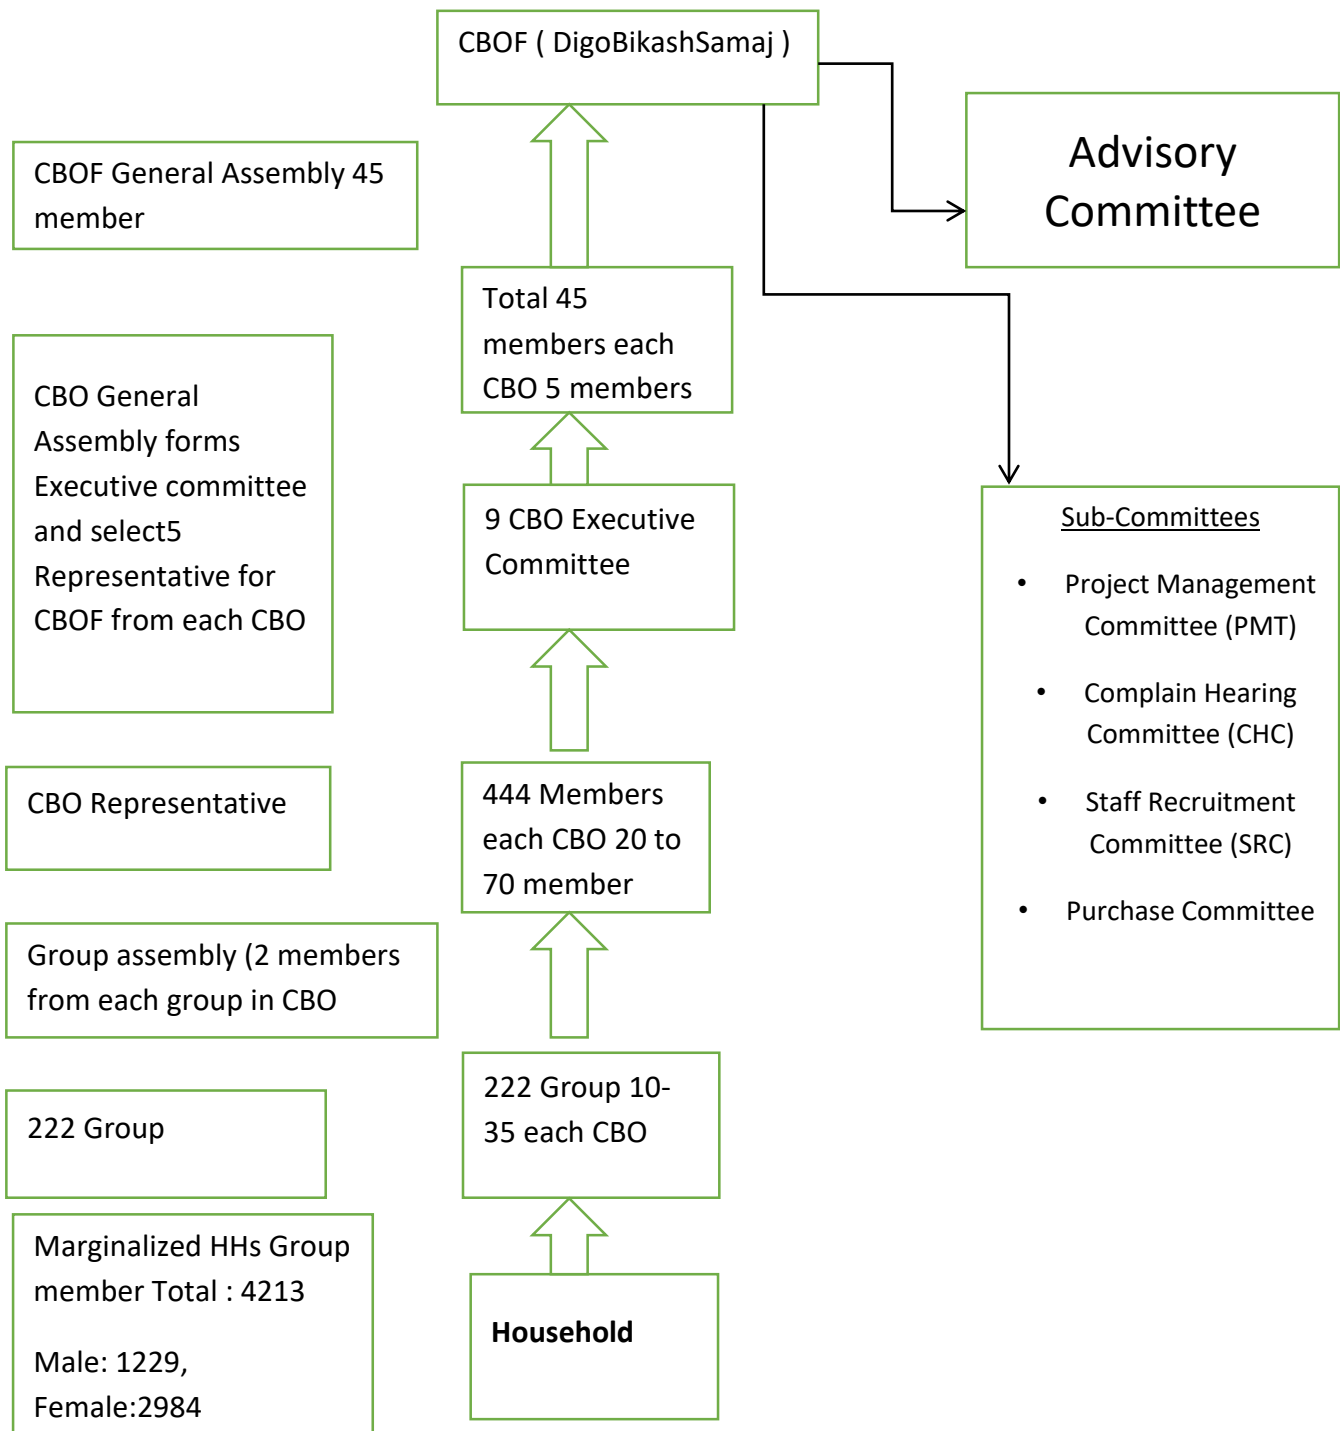 CBOF ( DigoBikashSamaj )
Advisory
Committee
CBOF General Assembly 45
member
Total 45
members each
CBO 5 members
CBO General
Assembly forms
Executive committee
and select5
Representative for
CBOF from each CBO
9 CBO Executive
Committee
Sub-Committees
• Project Management
Committee (PMT)
• Complain Hearing
Committee (CHC)
• Staff Recruitment
Committee (SRC)
• Purchase Committee
CBO Representative
444 Members
each CBO 20 to
70 member
Group assembly (2 members
from each group in CBO
222 Group
222 Group 10-
35 each CBO
Marginalized HHs Group
member Total : 4213
Male: 1229,
Female:2984
Household